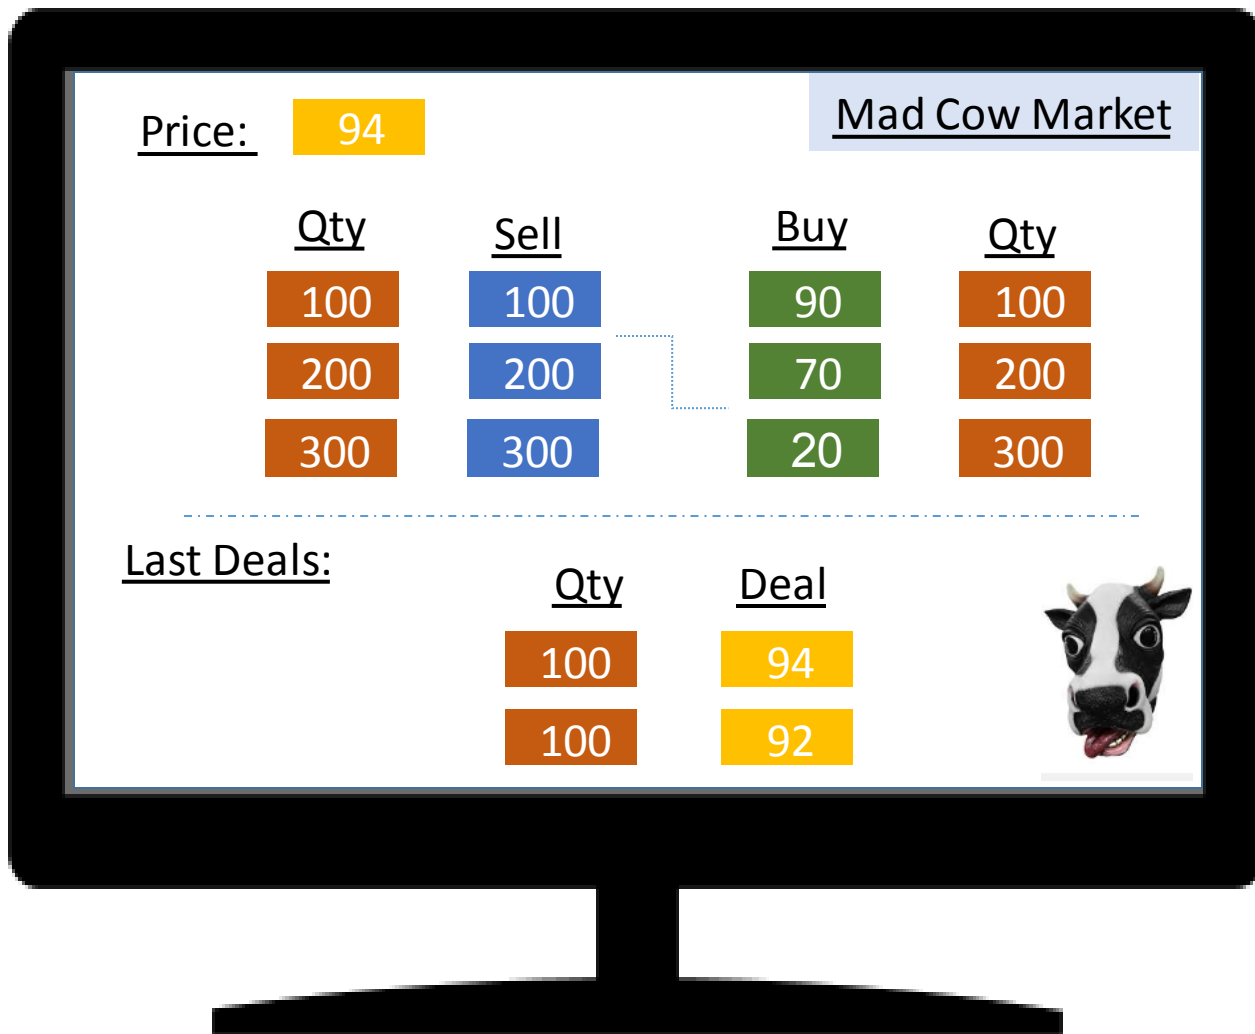 Price: 94
Mad Cow Market
Qty Sell Buy Qty
100 100 90 100
200 200 70 200
300 300 20 300
Last Deals:
Qty Deal
100 94
100 92